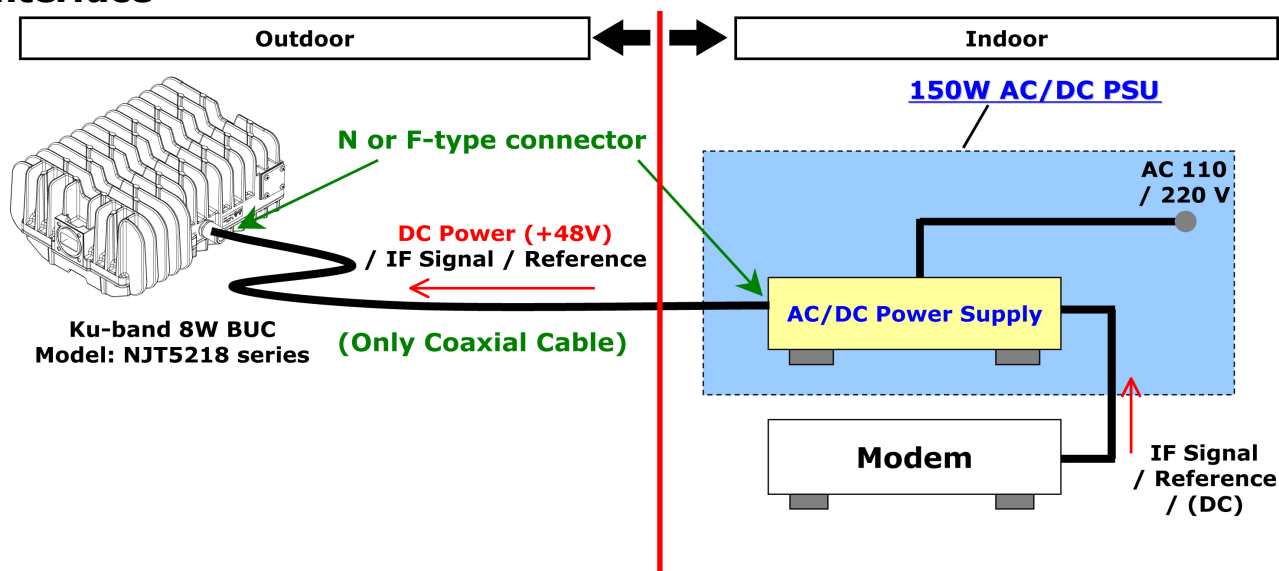 Outdoor
Indoor
150W AC/DC PSU
N or F-type connector
AC 110
/ 220 V
DC Power (+48V)
/ IF Signal / Reference
AC/DC Power Supply
Ku-band 8W BUC
Model: NJT5218 series
(Only Coaxial Cable)
Modem
IF Signal
/ Reference
/ (DC)